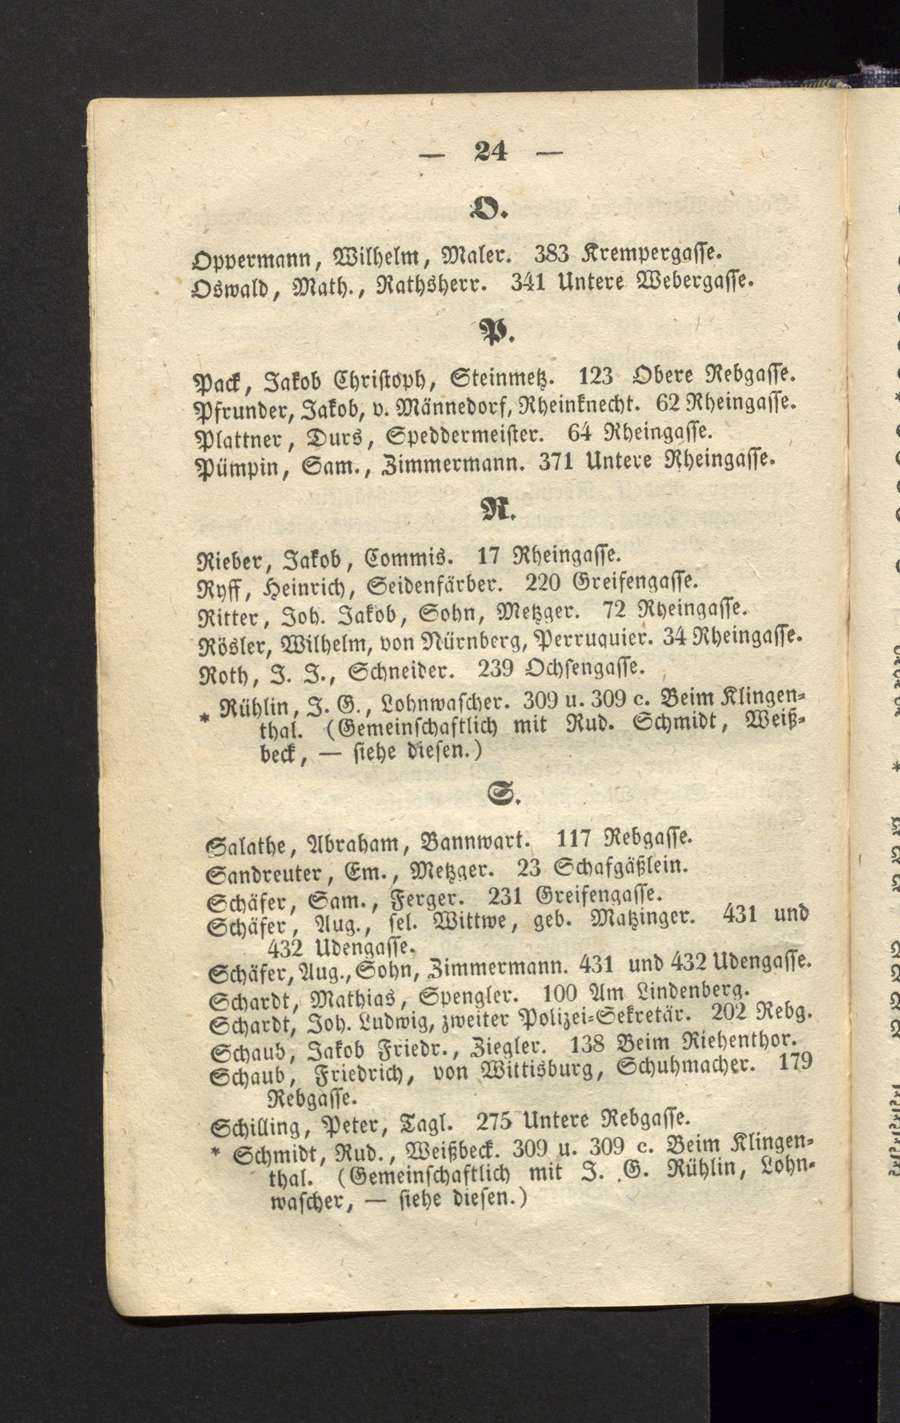 — 24 —
O.
Oppermann, Wilhelm, Maler. 383 Krempergasse.
Oswald, Math., Rathsherr. 341 Untere Webergasse.
P.
Pack, Jakob Christoph, Steinmetz. 123 Obere Rebgasse.
Pfrunder, Jakob, v. Männedorf, Rheinknecht. 62 Rheingasse.
Plattner, Durs, Speddermeister. 64 Rheingasse.
Pümpin, Sam., Zimmermann. 371 Untere Rheingasse.
R.
Rieber, Jakob, Commis. 17 Rheingasse.
Ryff, Heinrich, Seidenfärber. 220 Greifengasse.
Ritter, Joh. Jakob, Sohn, Metzger. 72 Rheingasse.
Rösler, Wilhelm, von Nürnberg, Perruquier. 34 Rheingasse.
Roth, J. J., Schneider. 239 Ochsengasse.
* Rühlin, J. G., Lohnwascher. 309 u. 309 c. Beim Klingen-
thal. (Gemeinschaftlich mit Rud. Schmidt, Weiß-
beck, — siehe diesen.)
S.
Salathe, Abraham, Bannwart. 117 Rebgasse.
Sandreuter, Em., Metzger. 23 Schafgäßlein.
Schäfer, Sam., Ferger. 231 Greifengasse.
Schäfer, Aug., sel. Wittwe, geb. Matzinger. 431 und
432 Udengasse.
Schäfer, Aug., Sohn, Zimmermann. 431 und 432 Udengasse.
Schardt, Mathias, Spengler. 100 Am Lindenberg.
Schardt, Joh. Ludwig, zweiter Polizei-Sekretär. 202 Rebg.
Schaub, Jakob Friedr., Ziegler. 138 Beim Riehenthor.
Schaub, Friedrich, von Wittisburg, Schuhmacher. 179
Rebgasse.
Schilling, Peter, Tagl. 275 Untere Rebgasse.
* Schmidt, Rud., Weißbeck. 309 u. 309 c. Beim Klingen-
thal. (Gemeinschaftlich mit J. G. Rühlin, Lohn-
wascher, — siehe diesen.)